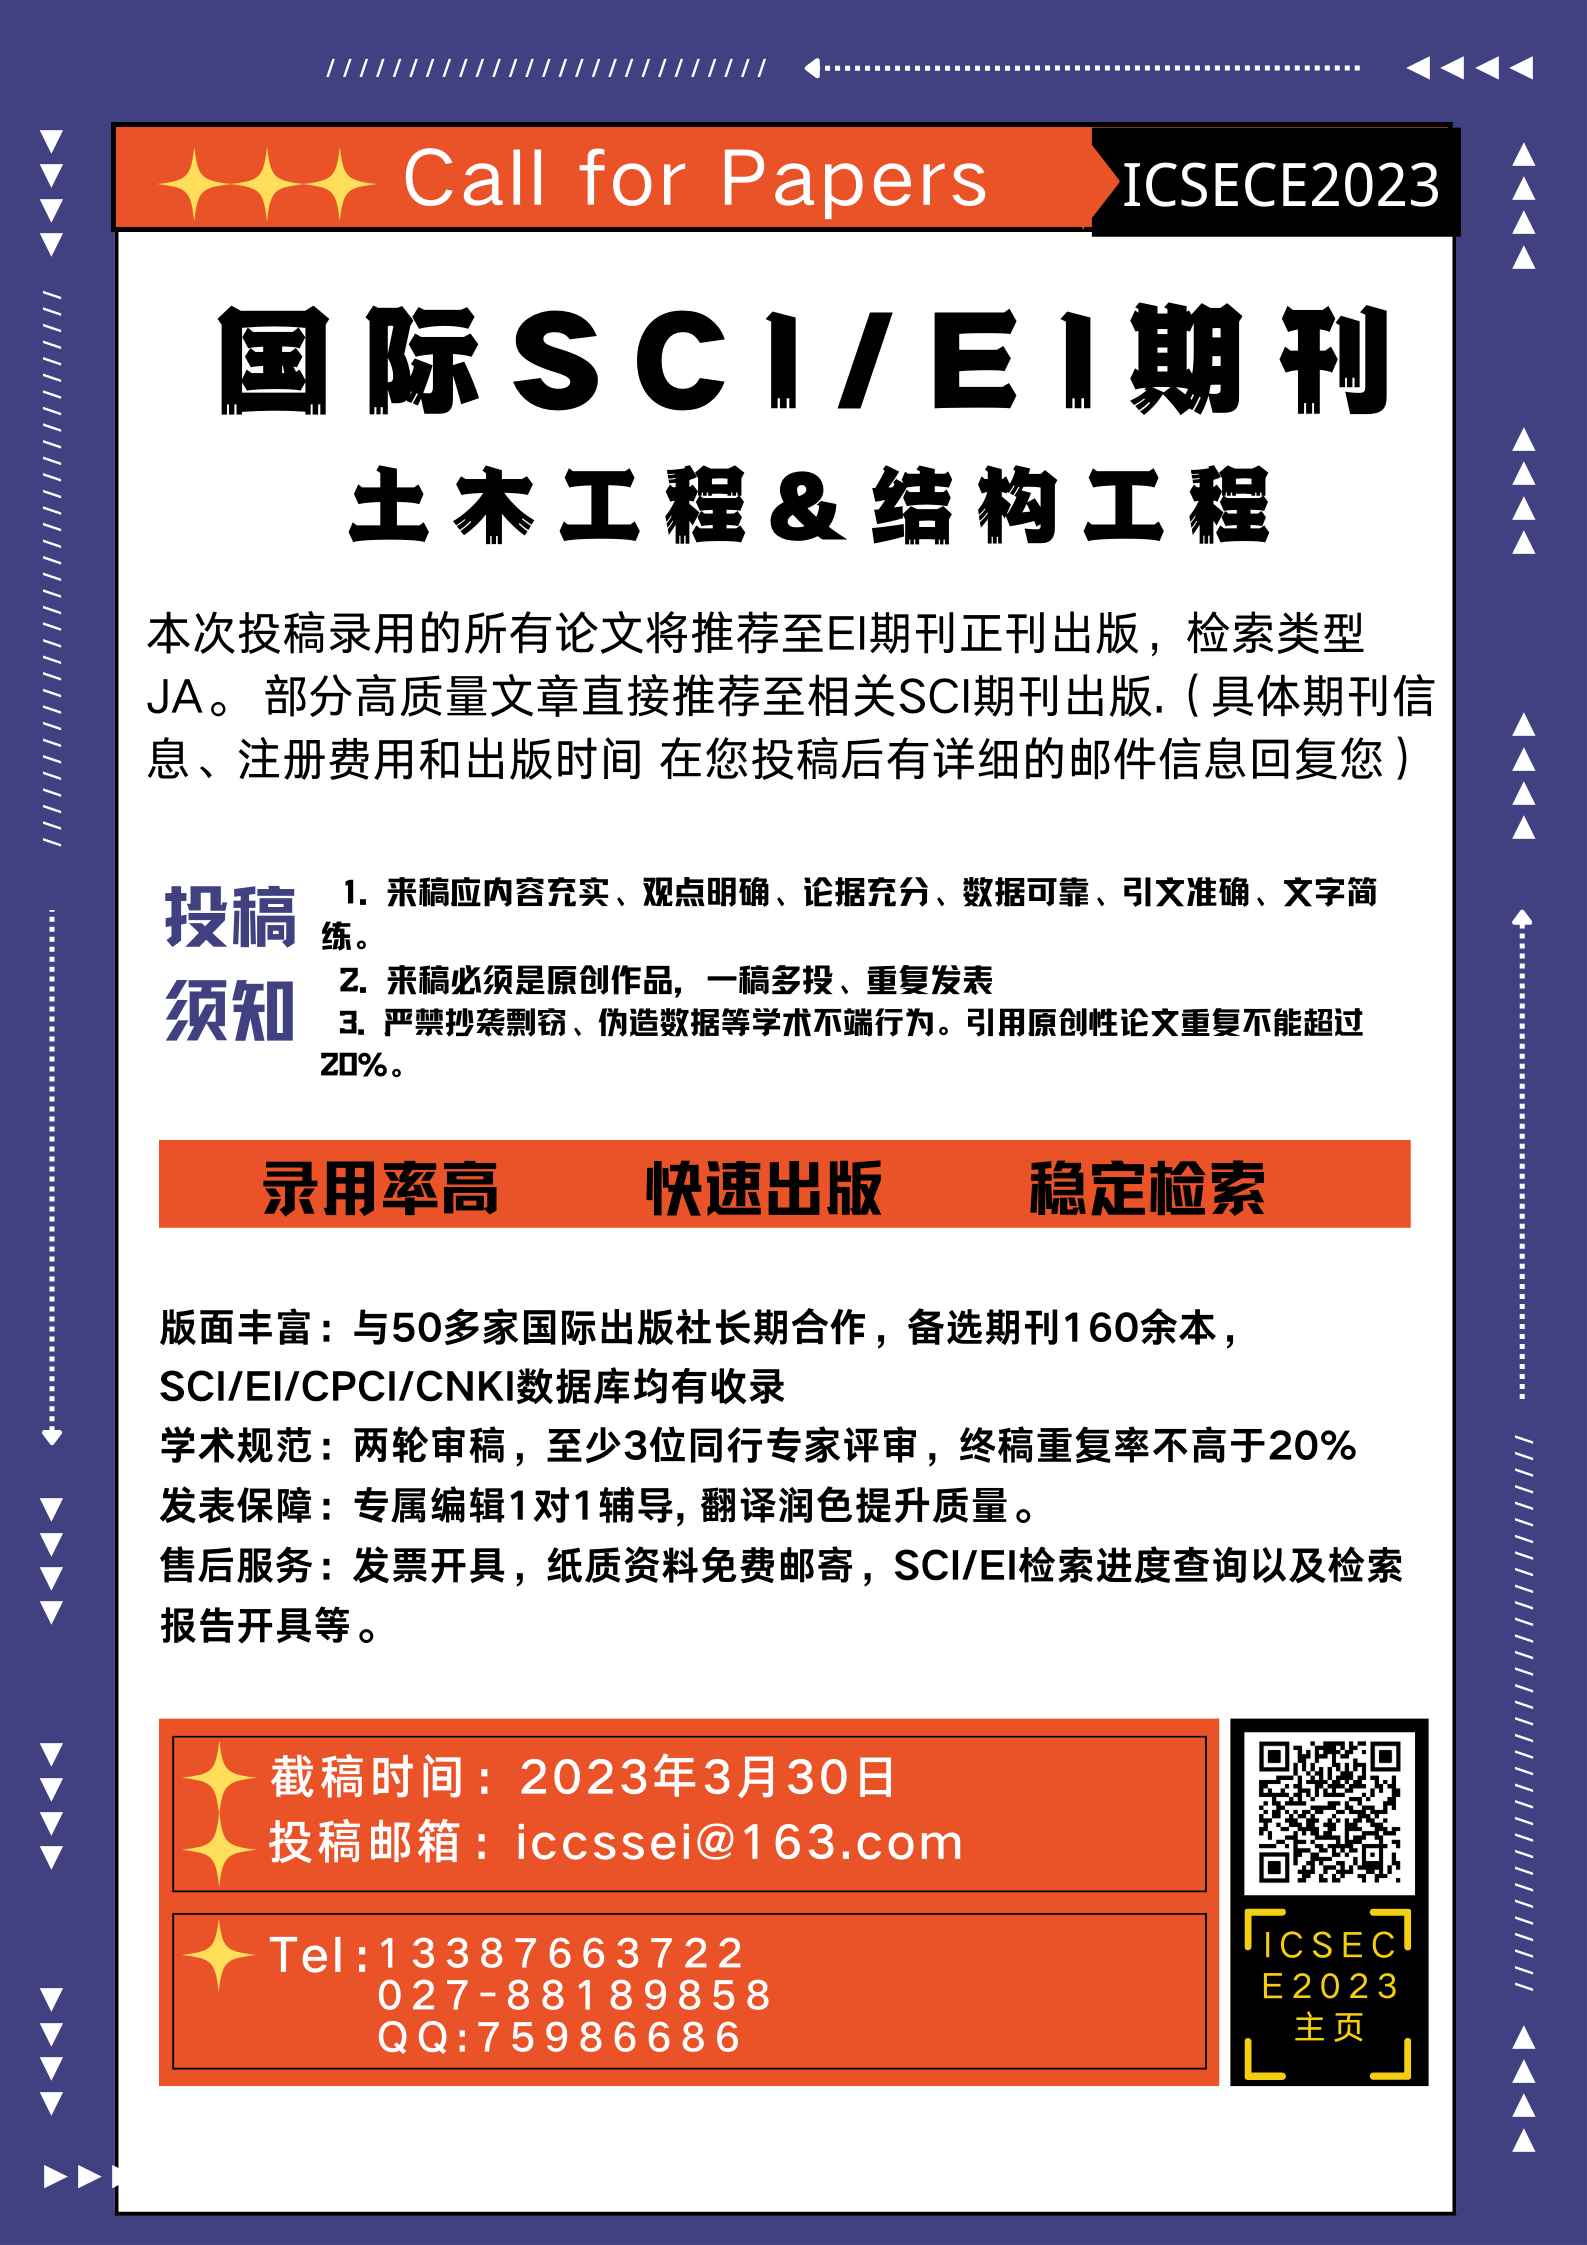 Call for Papers
ICSECE2023
国际SCI/EI期刊
土木工程&结构工程
本次投稿录用的所有论文将推荐至EI期刊正刊出版，检索类型
JA。 部分高质量文章直接推荐至相关SCI期刊出版.（具体期刊信
息、注册费用和出版时间 在您投稿后有详细的邮件信息回复您）
投稿
须知
1. 来稿应内容充实、观点明确、论据充分、数据可靠、引文准确、文字简
练。
2. 来稿必须是原创作品，一稿多投、重复发表
3. 严禁抄袭剽窃、伪造数据等学术不端行为。引用原创性论文重复不能超过
20%。
录用率高 快速出版 稳定检索
版面丰富：与50多家国际出版社长期合作，备选期刊160余本，
SCI/EI/CPCI/CNKI数据库均有收录
学术规范：两轮审稿，至少3位同行专家评审，终稿重复率不高于20%
发表保障：专属编辑1对1辅导, 翻译润色提升质量。
售后服务：发票开具，纸质资料免费邮寄，SCI/EI检索进度查询以及检索
报告开具等。
截稿时间：2023年3月30日
投稿邮箱：iccssei@163.com
Tel:13387663722
027-88189858
QQ:75986686
ICSEC
E2023
主页